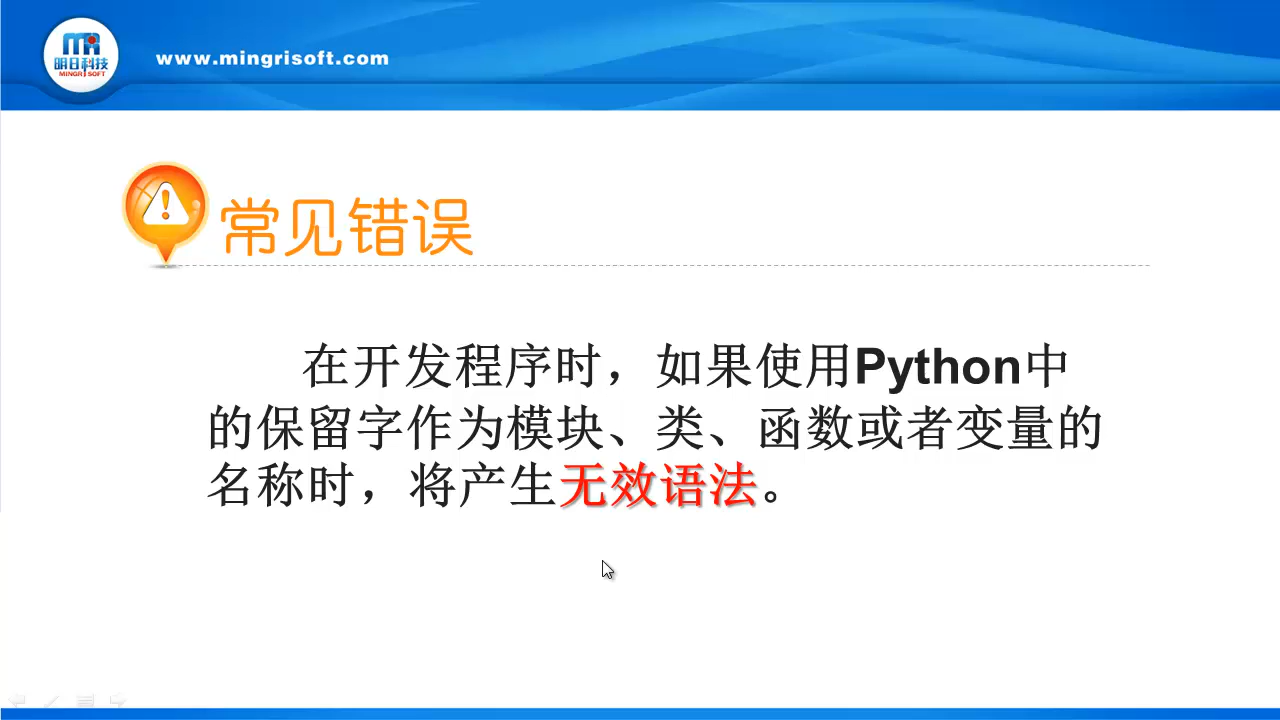 明日科技
MINGRISOFT
www.mingrisoft.com
常见错误
在开发程序时，如果使用Python中
的保留字作为模块、类、函数或者变量的
名称时，将产生无效语法。